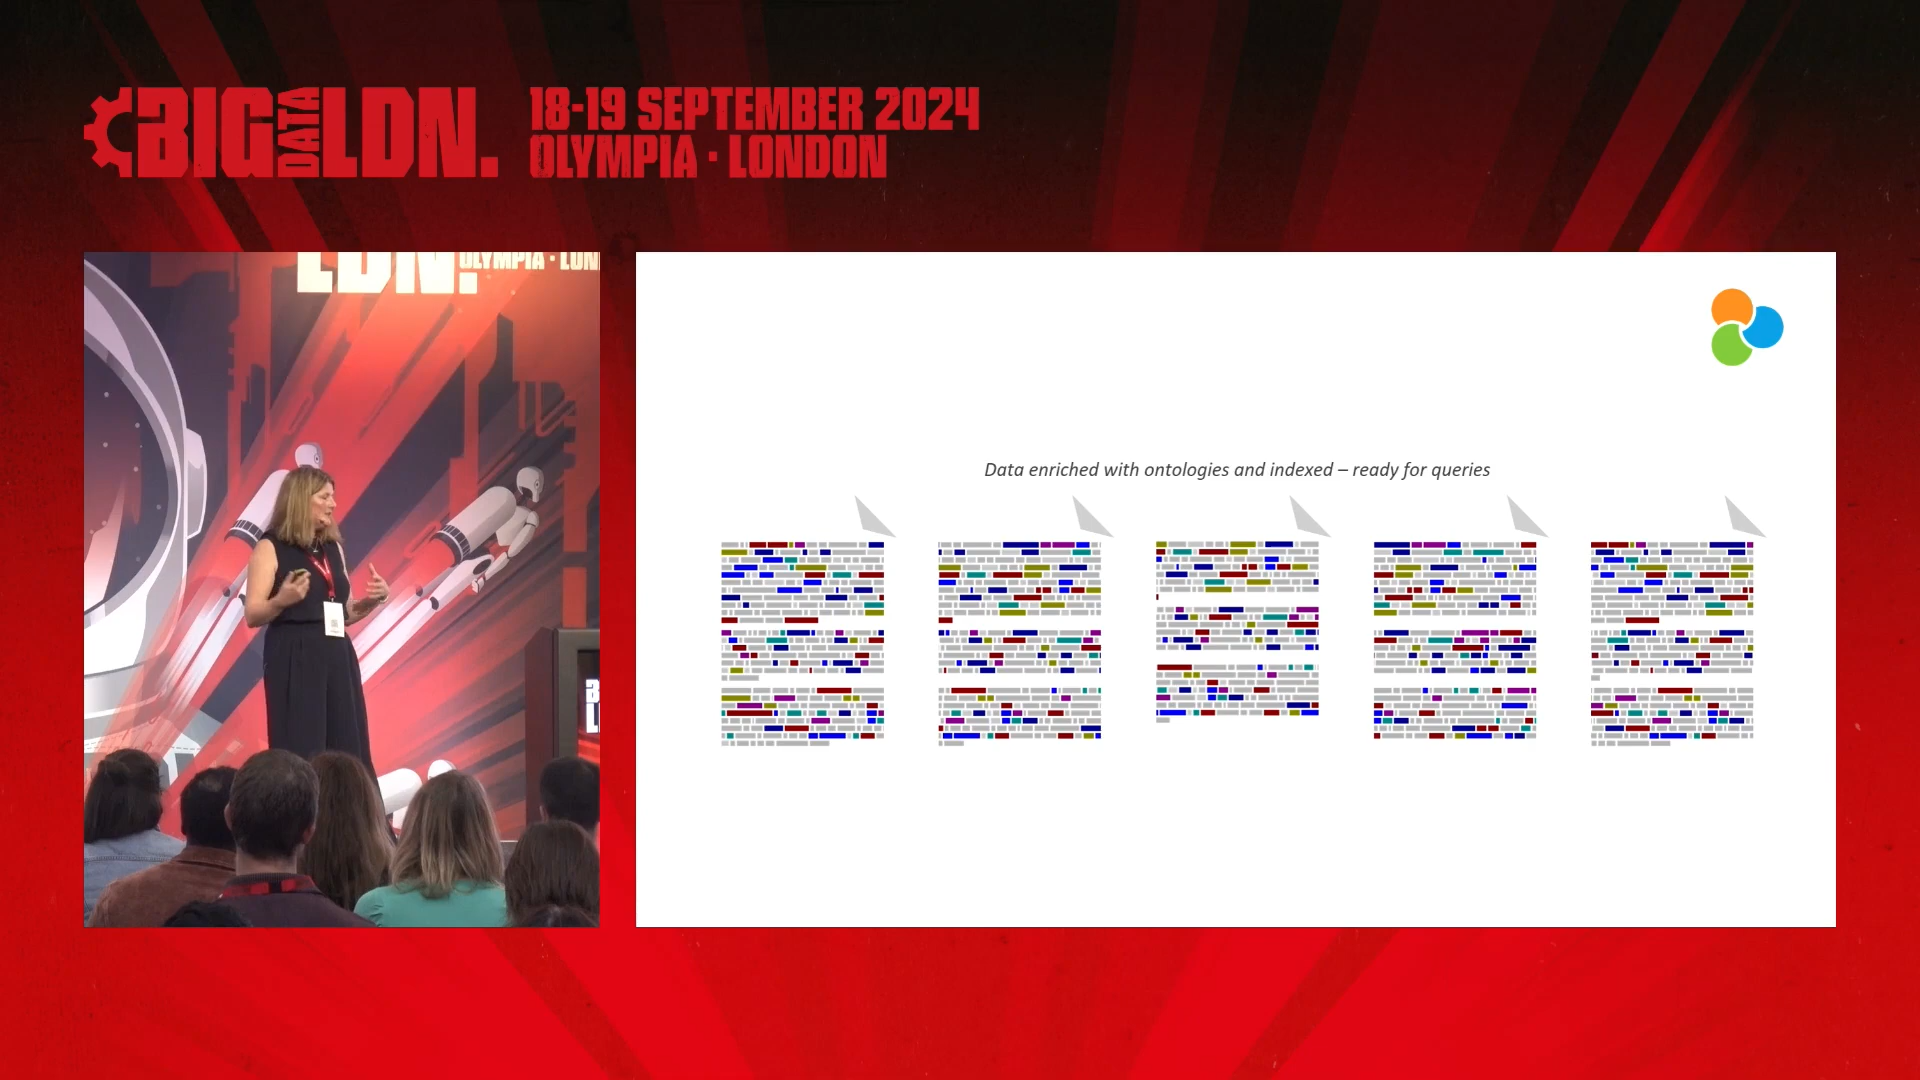 BIG DATA LDN.
18-19 SEPTEMBER 2024
OLYMPIA · LONDON
LDN.
OLYMPIA · LON
Data enriched with ontologies and indexed – ready for queries
B
L